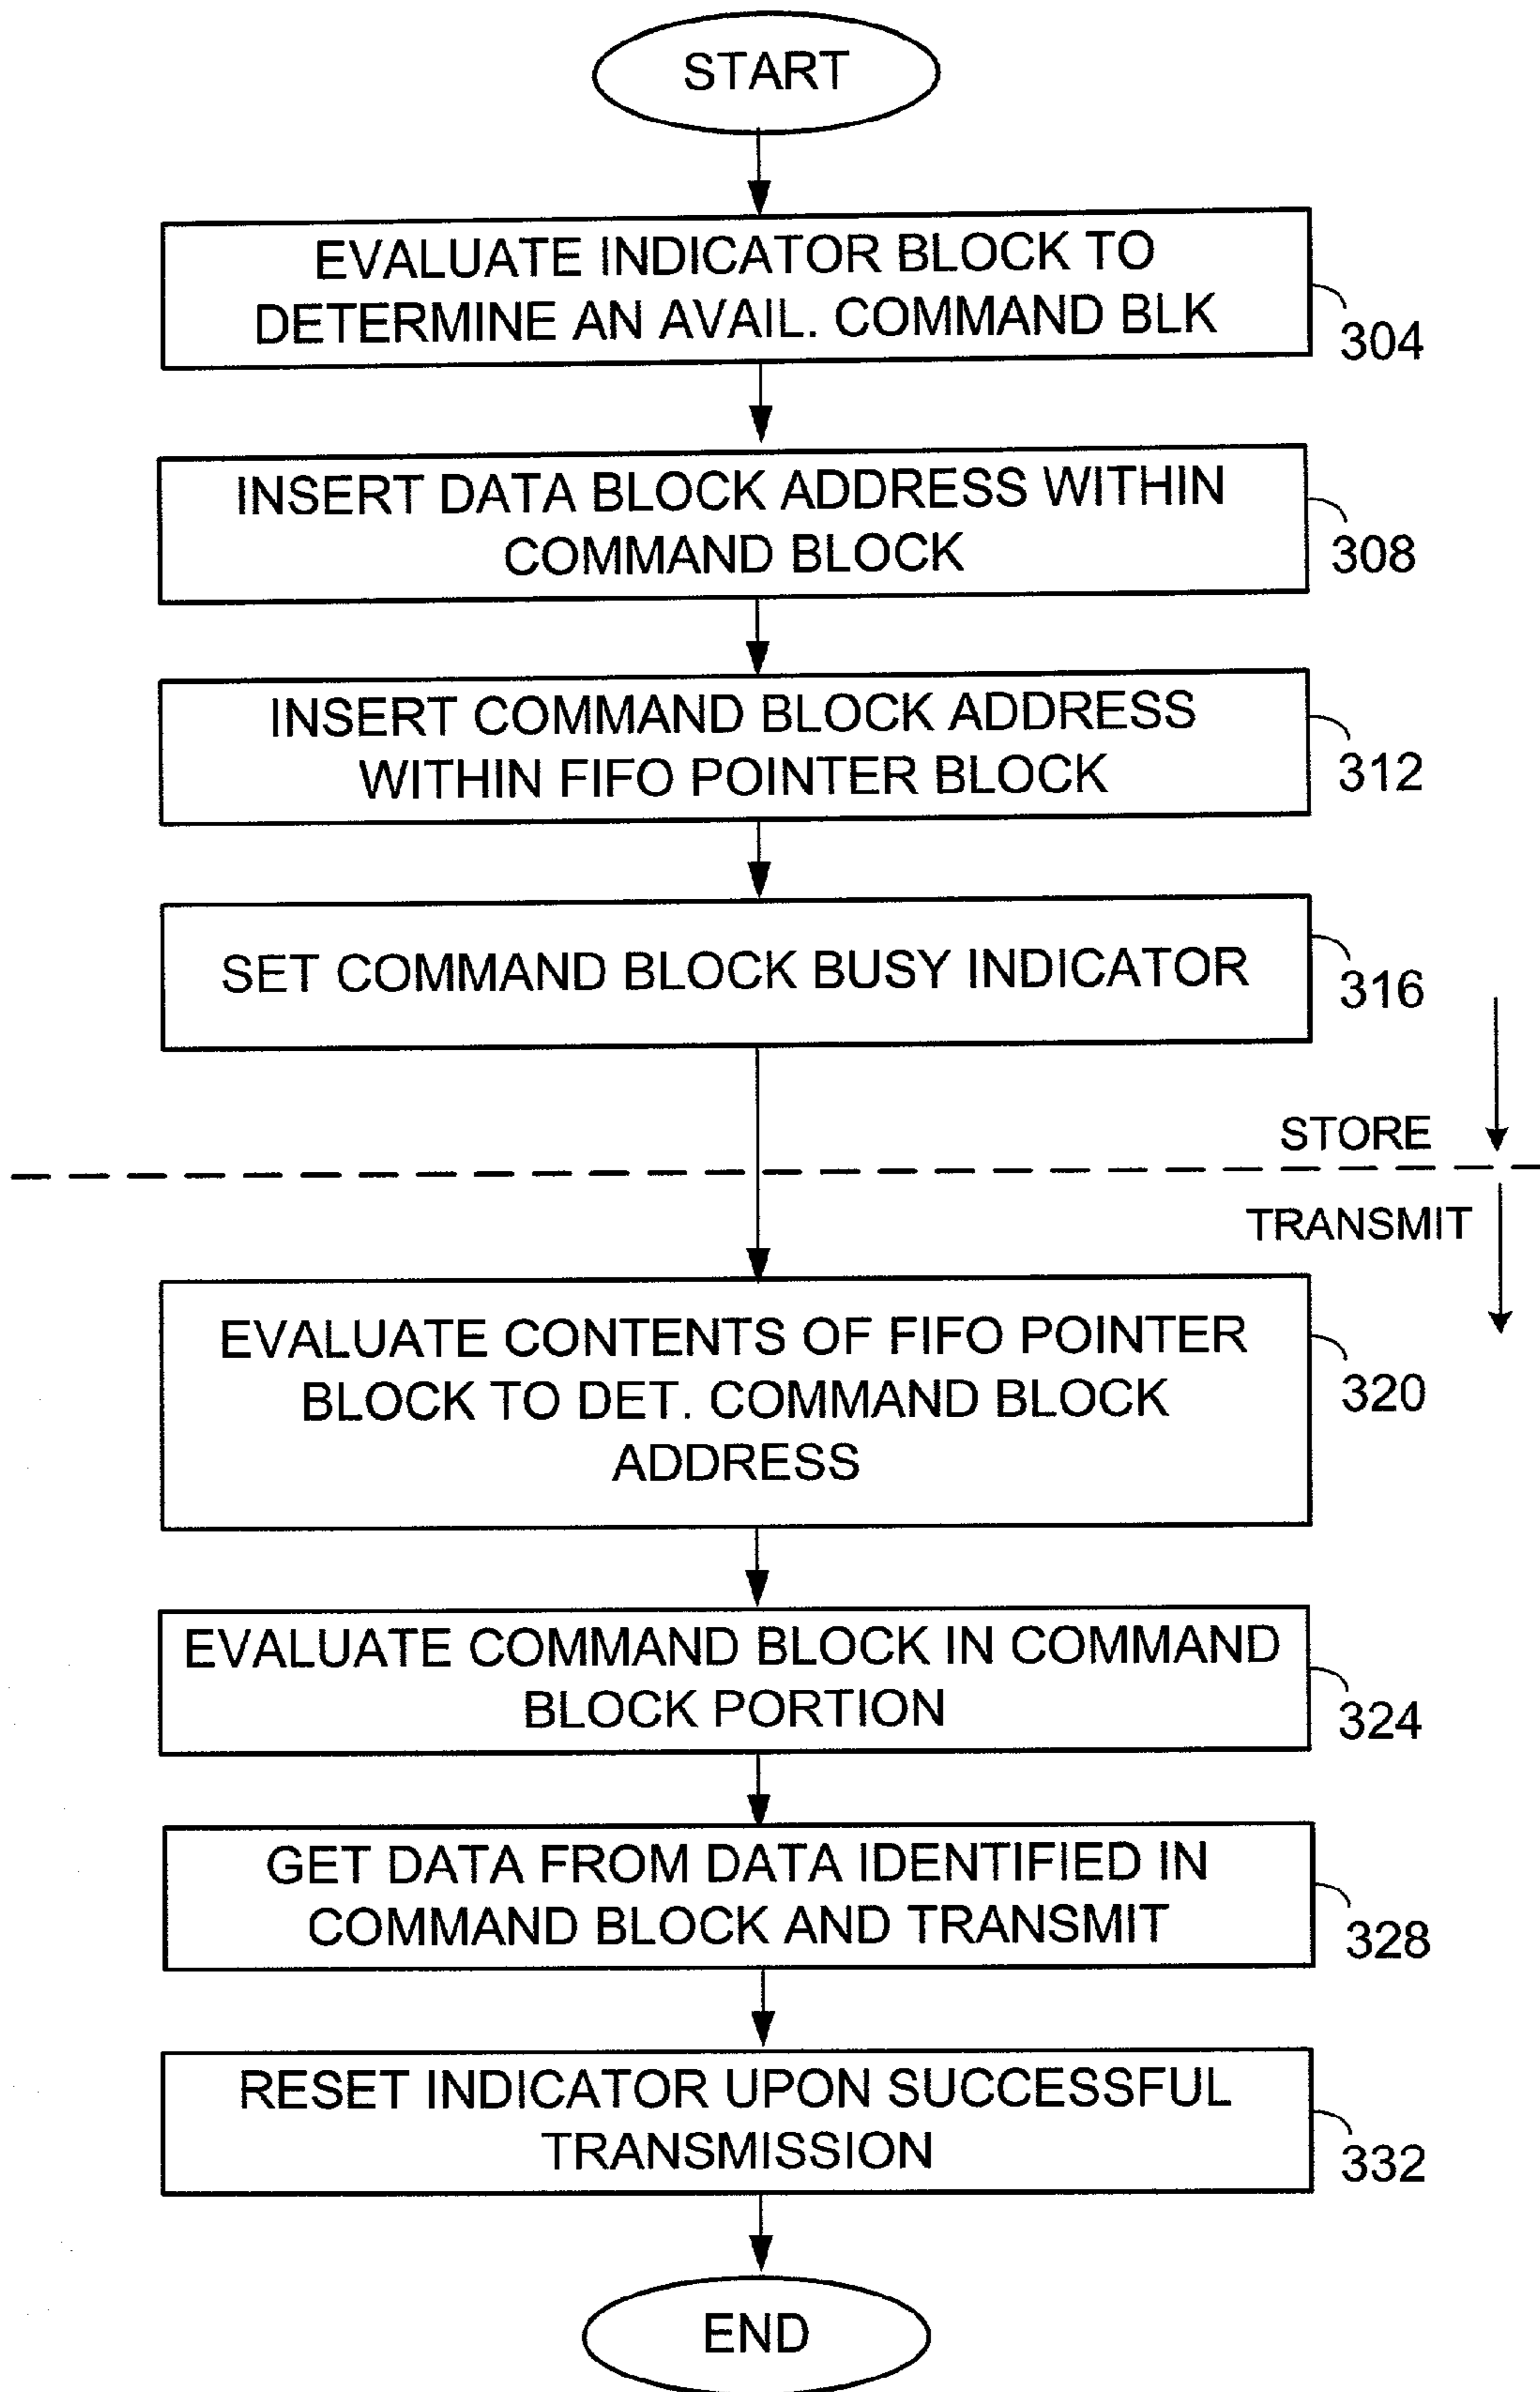 START
EVALUATE INDICATOR BLOCK TO
DETERMINE AN AVAIL. COMMAND BLK
304
INSERT DATA BLOCK ADDRESS WITHIN
COMMAND BLOCK
308
INSERT COMMAND BLOCK ADDRESS
WITHIN FIFO POINTER BLOCK
312
SET COMMAND BLOCK BUSY INDICATOR
316
STORE
TRANSMIT
EVALUATE CONTENTS OF FIFO POINTER
BLOCK TO DET. COMMAND BLOCK
ADDRESS
320
EVALUATE COMMAND BLOCK IN COMMAND
BLOCK PORTION
324
GET DATA FROM DATA IDENTIFIED IN
COMMAND BLOCK AND TRANSMIT
328
RESET INDICATOR UPON SUCCESSFUL
TRANSMISSION
332
END